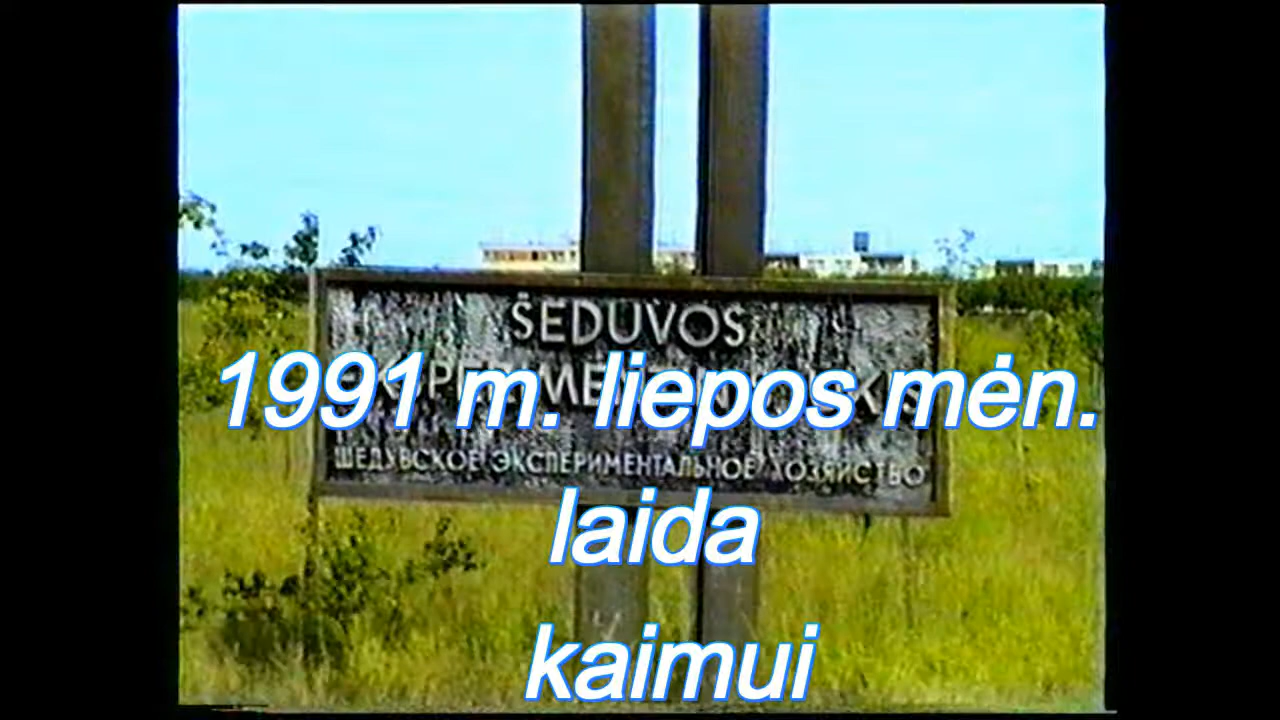 ŠEDUVOS
1991 m. liepos mėn.
ШЕДУВСКОЕ ЭКСПЕРИМЕНТАЛЬНОЕ ХОЗЯЙСТВО
laida
kaimui